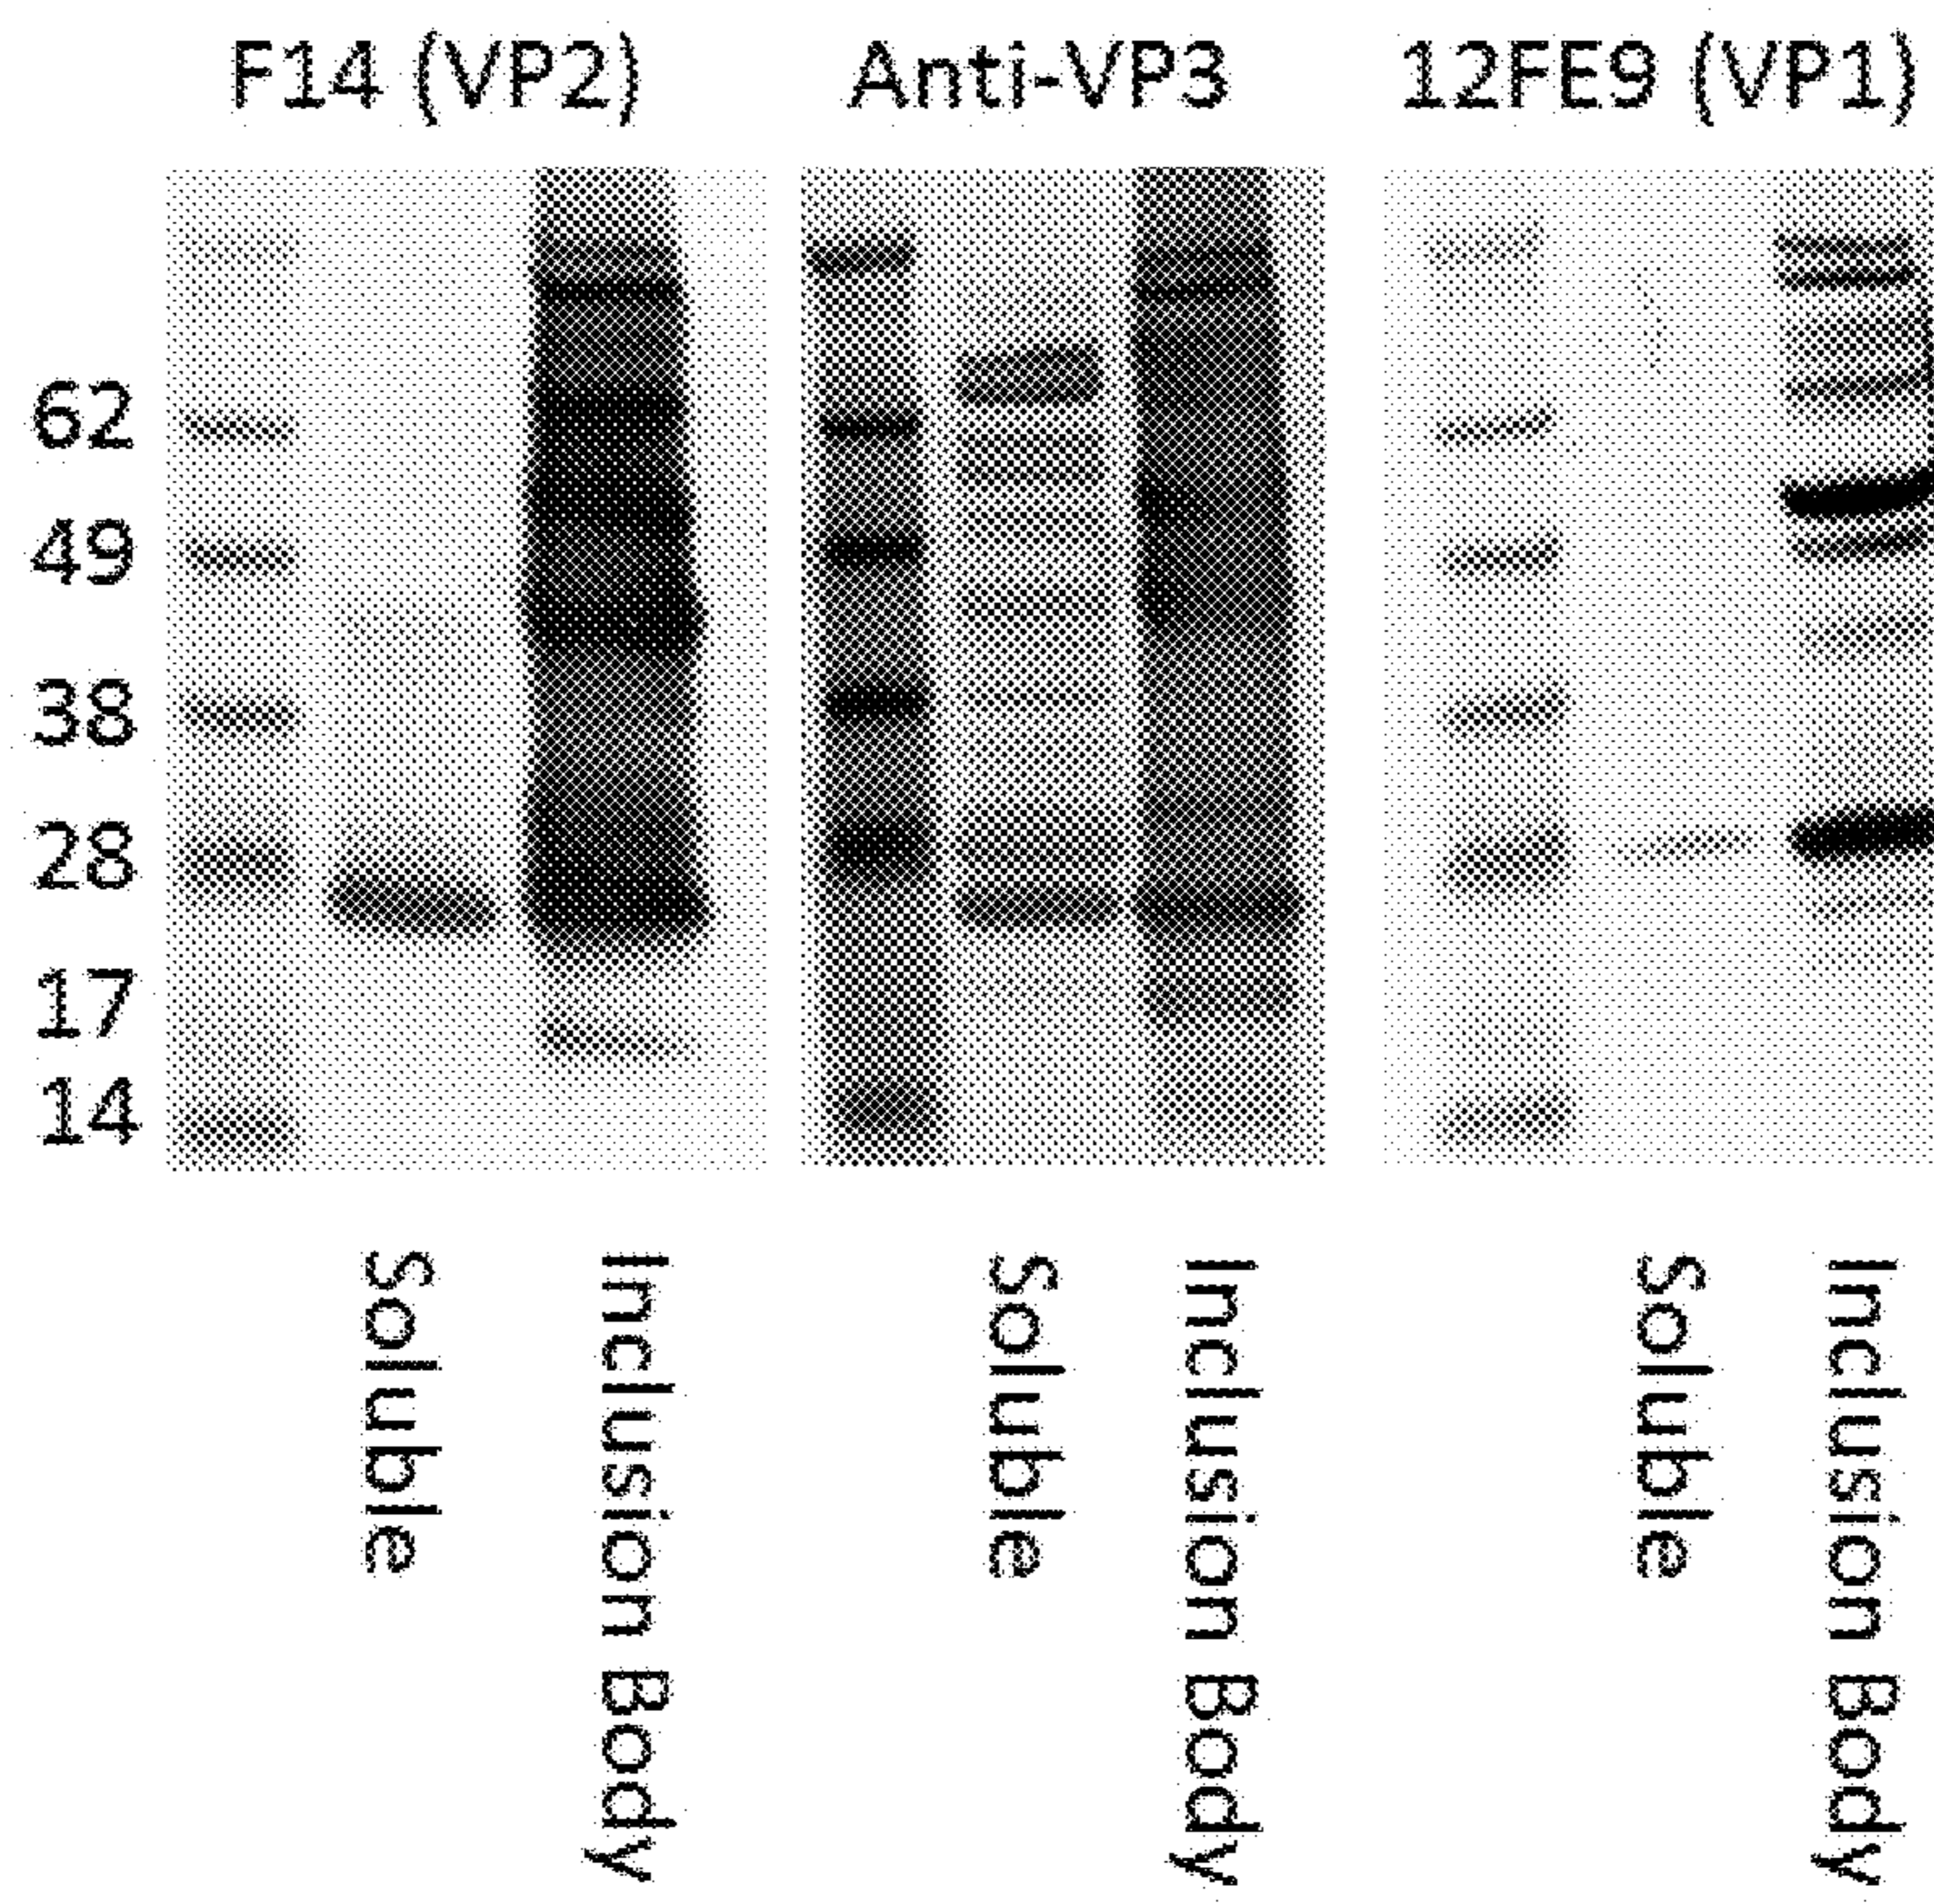 F14 (VP2) Anti-VP3 12FE9 (VP1)
62
49
38
28
17
14
Soluble
Inclusion Body
Soluble
Inclusion Body
Soluble
Inclusion Body